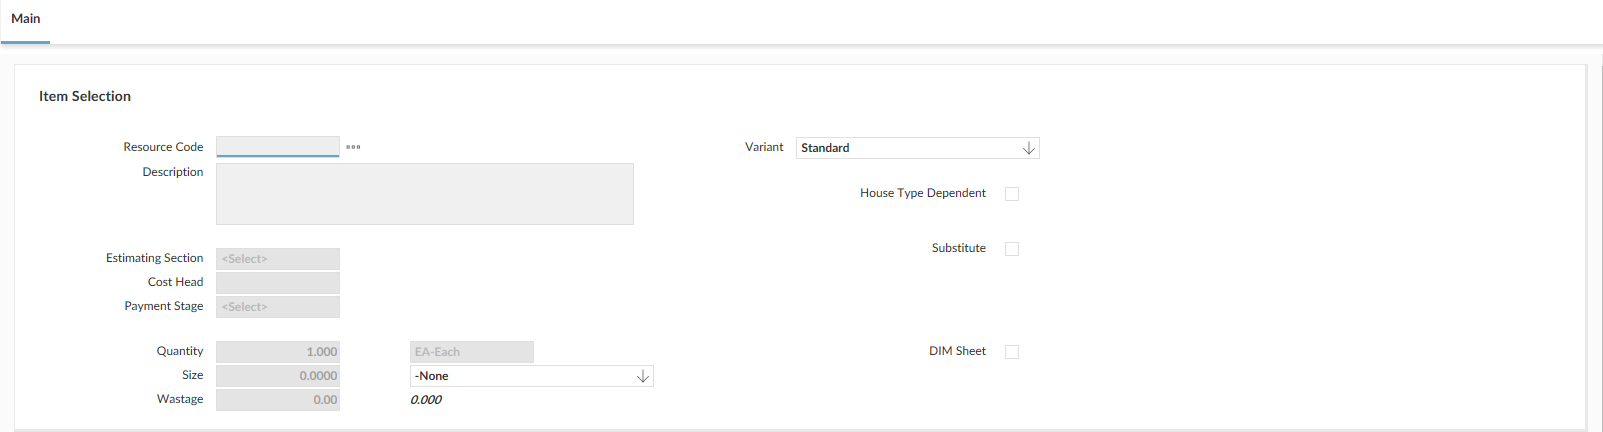 Main
Item Selection
Resource Code
Variant Standard
Description
House Type Dependent
Substitute
Estimating Section <Select>
Cost Head
Payment Stage <Select>
Quantity 1.000 EA-Each DIM Sheet
Size 0.0000 -None
Wastage 0.00 0.000